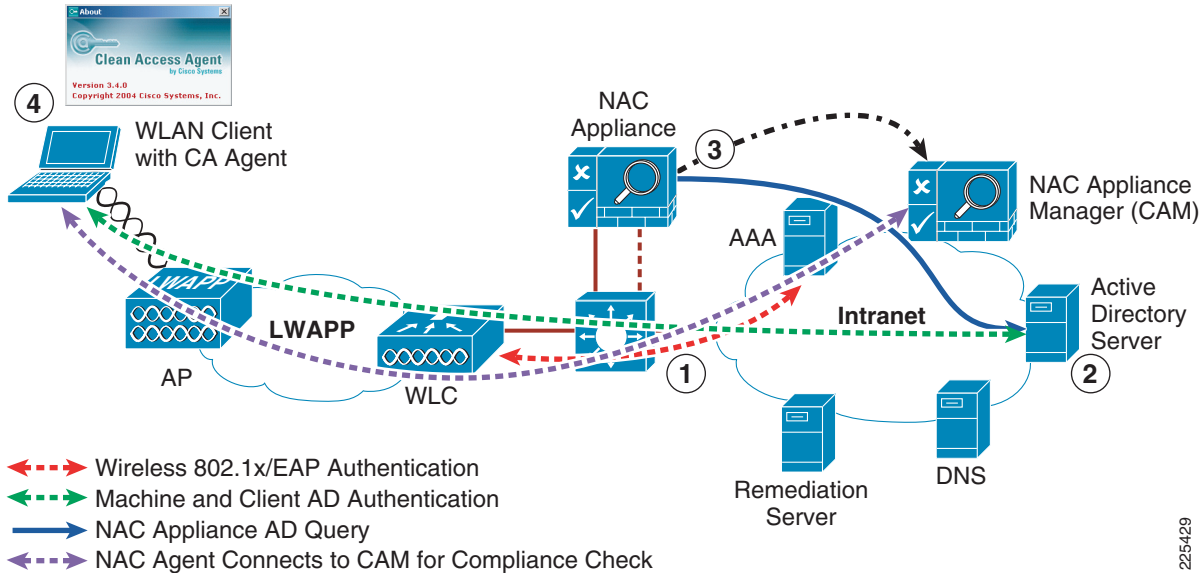 About
Clean Access Agent
by Cisco Systems
Version 3.4.0
Copyright 2004 Cisco Systems, Inc.
4
WLAN Client
with CA Agent
NAC
Appliance
3
NAC Appliance
Manager (CAM)
AAA
LWAPP
LWAPP
Intranet
Active
Directory
Server
AP
WLC
1
2
Remediation
Server
DNS
Wireless 802.1x/EAP Authentication
Machine and Client AD Authentication
NAC Appliance AD Query
NAC Agent Connects to CAM for Compliance Check
225429